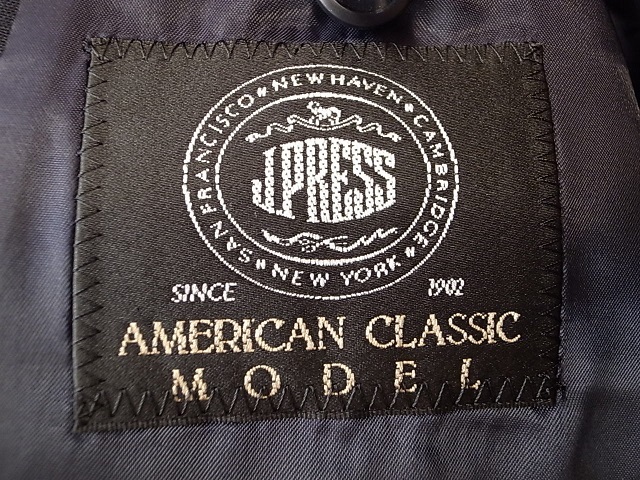 SAN FRANCISCO * NEW HAVEN * CAMBRIDGE * NEW YORK *
J.PRESS
SINCE 1902
AMERICAN CLASSIC
MODEL